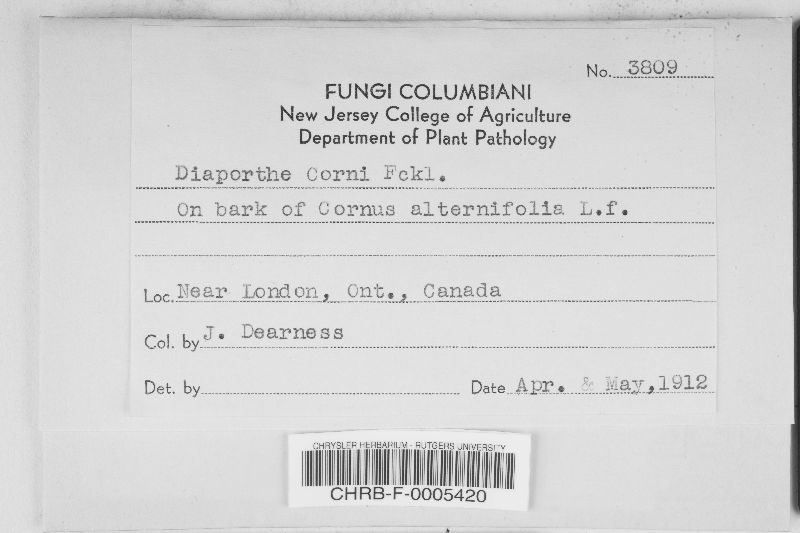 No. 3809
FUNGI COLUMBIANI
New Jersey College of Agriculture
Department of Plant Pathology
Diaporthe Corni Fckl.
On bark of Cornus alternifolia L.f.
Loc. Near London, Ont., Canada
Col. by J. Dearness
Det. by
Date Apr. & May, 1912
CHRYSLER HERBARIUM - RUTGERS UNIVERSITY
CHRB-F-0005420